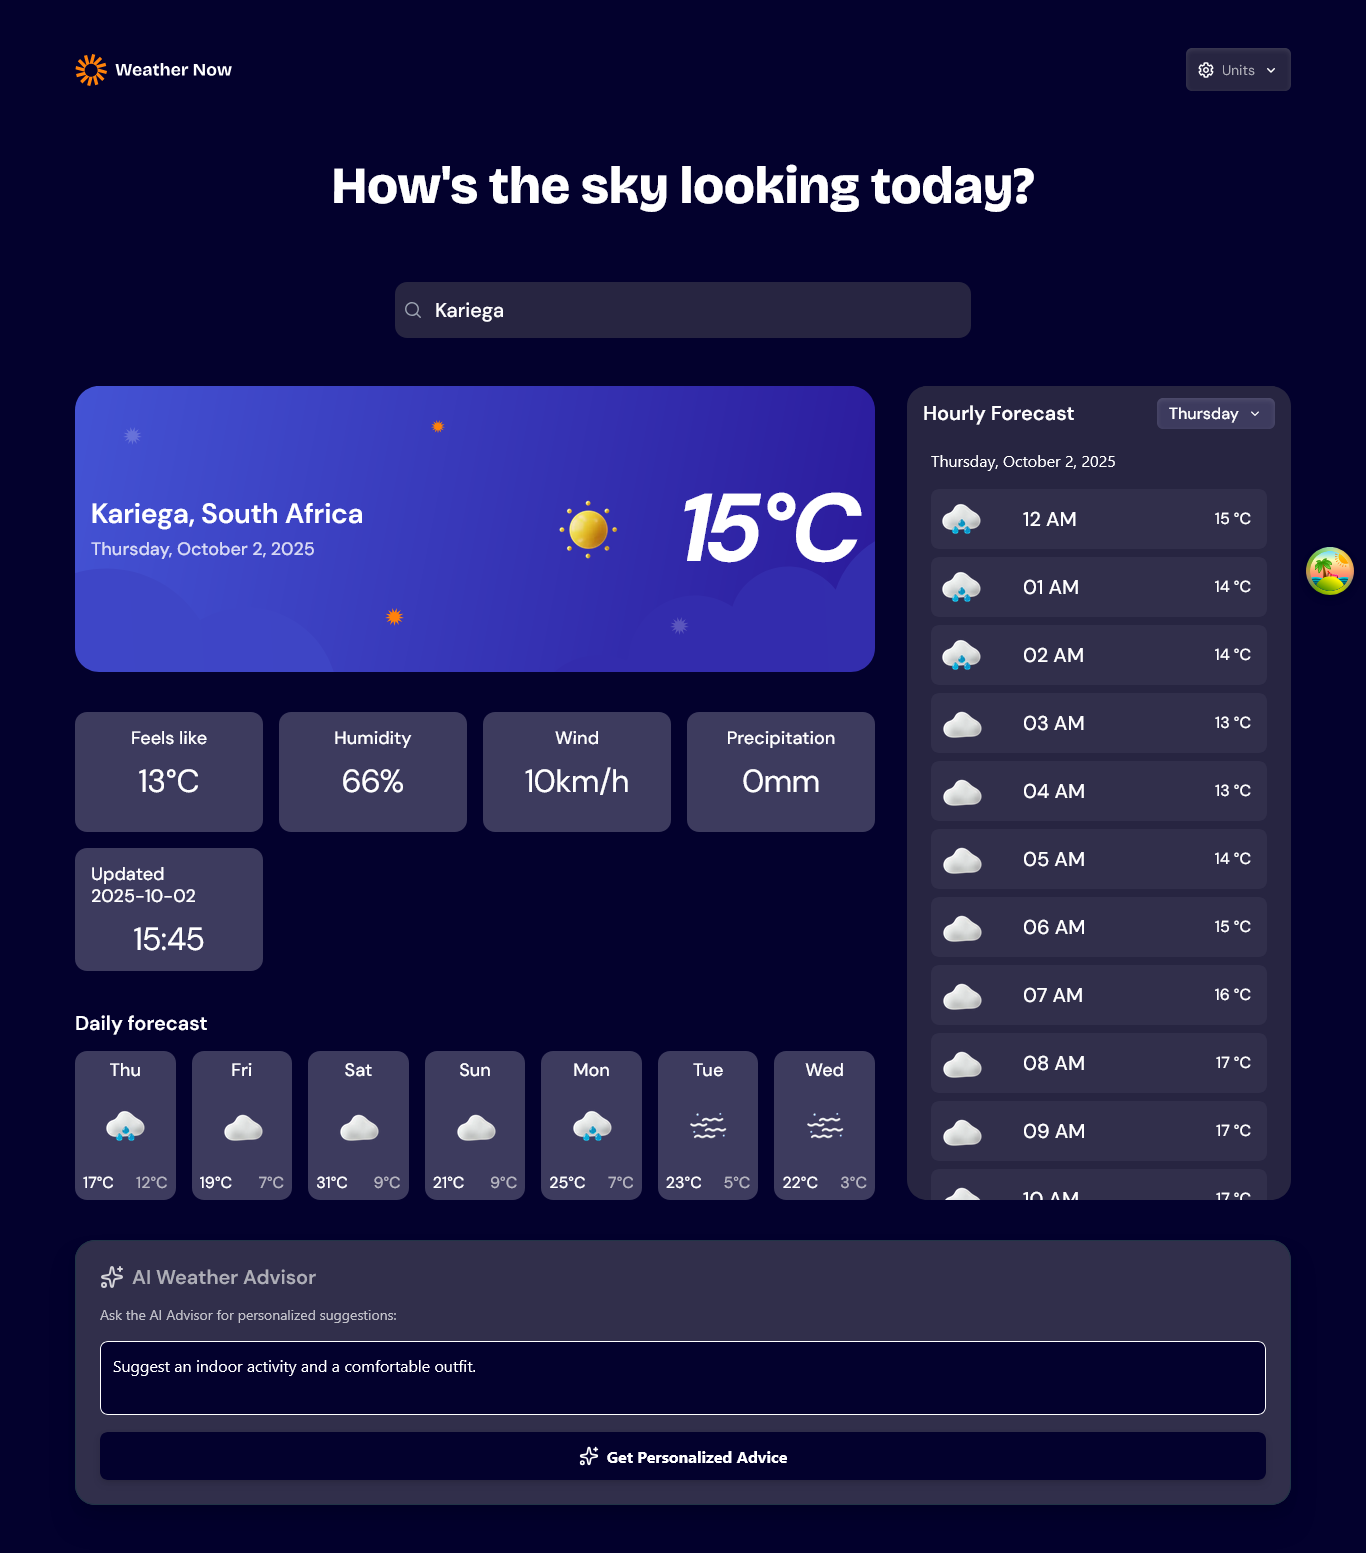 Weather Now
Units
How's the sky looking today?
Kariega
Kariega, South Africa
Thursday, October 2, 2025
15°C
Feels like
13°C
Humidity
66%
Wind
10km/h
Precipitation
0mm
Updated
2025-10-02
15:45
Daily forecast
Thu
17°C 12°C
Fri
19°C 7°C
Sat
31°C 9°C
Sun
21°C 9°C
Mon
25°C 7°C
Tue
23°C 5°C
Wed
22°C 3°C
Hourly Forecast
Thursday
Thursday, October 2, 2025
12 AM 15 °C
01 AM 14 °C
02 AM 14 °C
03 AM 13 °C
04 AM 13 °C
05 AM 14 °C
06 AM 15 °C
07 AM 16 °C
08 AM 17 °C
09 AM 17 °C
10 AM 17 °C
AI Weather Advisor
Ask the AI Advisor for personalized suggestions:
Suggest an indoor activity and a comfortable outfit.
Get Personalized Advice